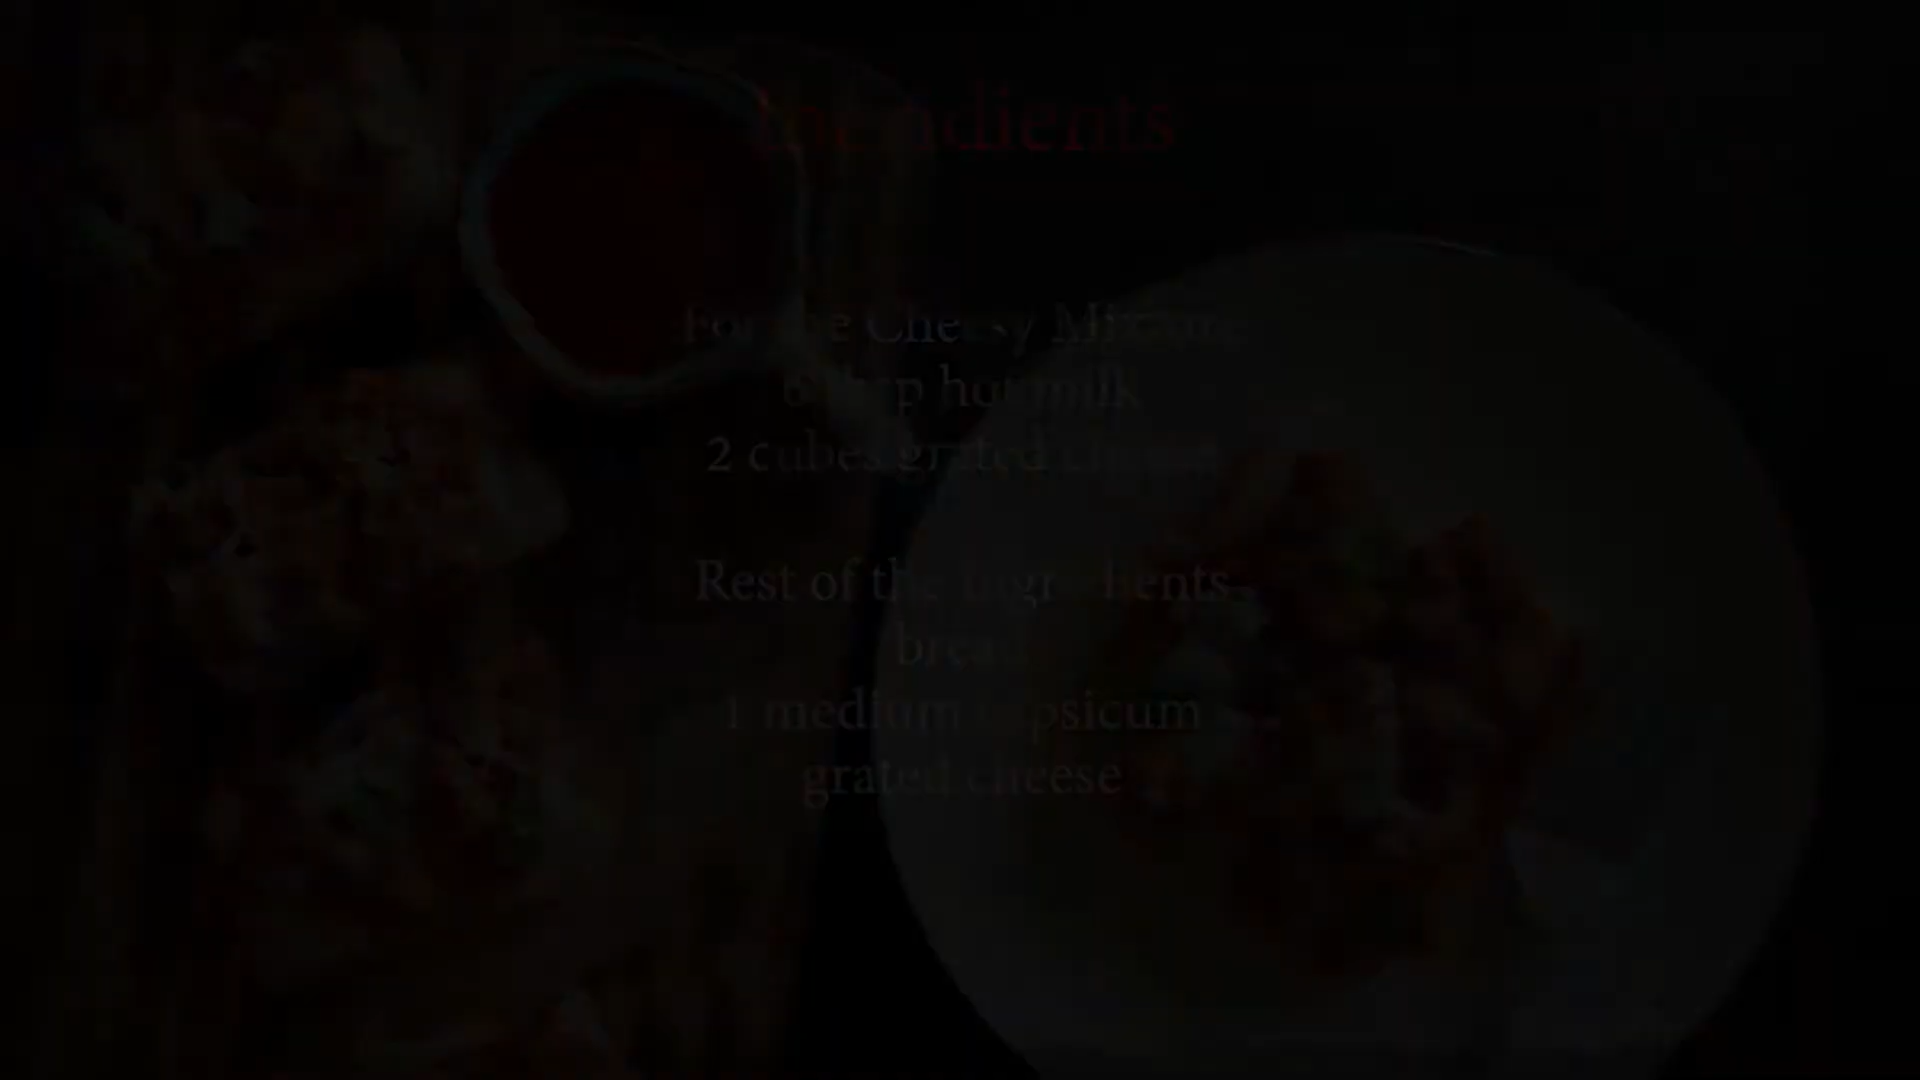 Ingredients
For the Cheesy Mixture
hot milk
2 cubes grated cheese
Rest of the Ingredients
bread
1 medium capsicum
grated cheese